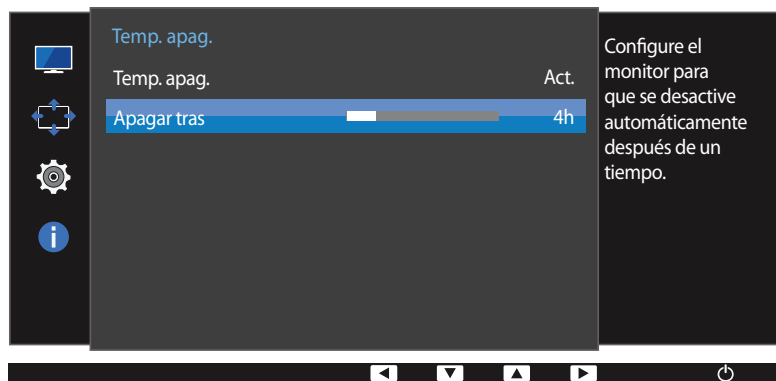 Temp. apag.
Temp. apag. Act.
Apagar tras 4h
Configure el
monitor para
que se desactive
automáticamente
después de un
tiempo.